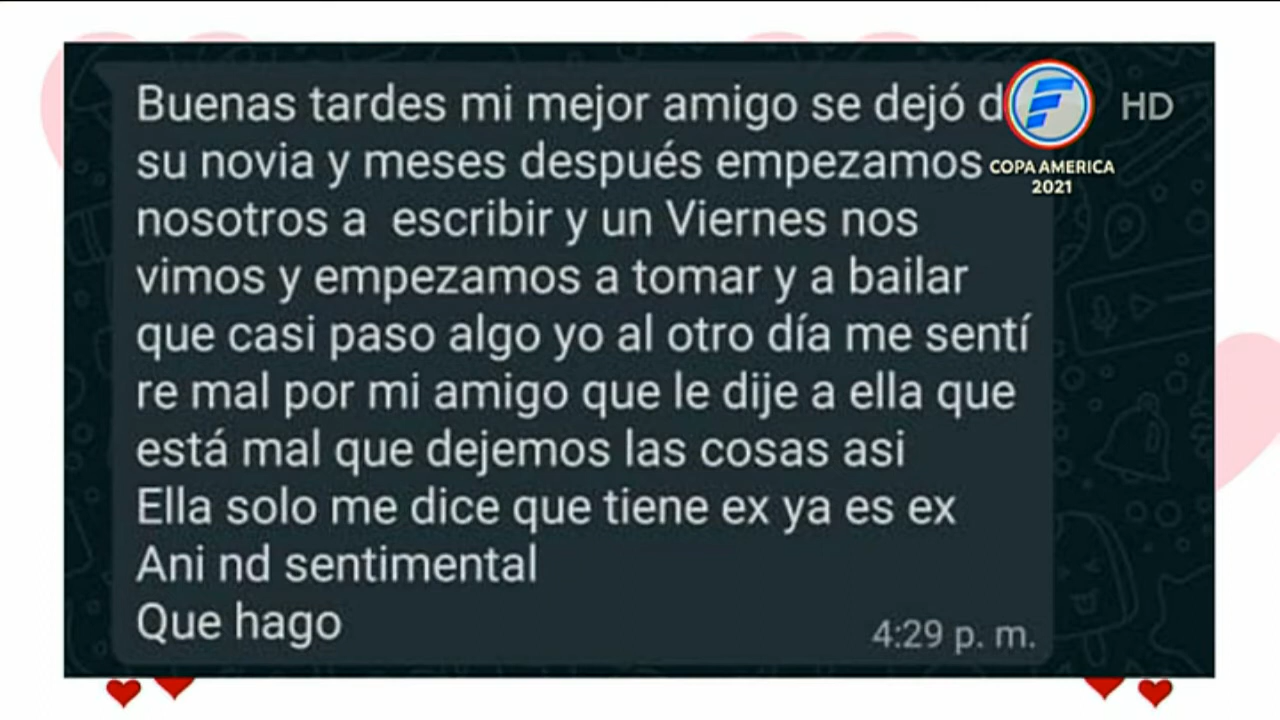 Buenas tardes mi mejor amigo se dejó
su novia y meses después empezamos
nosotros a escribir y un Viernes nos
vimos y empezamos a tomar y a bailar
que casi paso algo yo al otro día me sentí
re mal por mi amigo que le dije a ella que
está mal que dejemos las cosas asi
Ella solo me dice que tiene ex ya es ex
Ani nd sentimental
Que hago
4:29 p. m.
HD
COPA AMERICA
2021